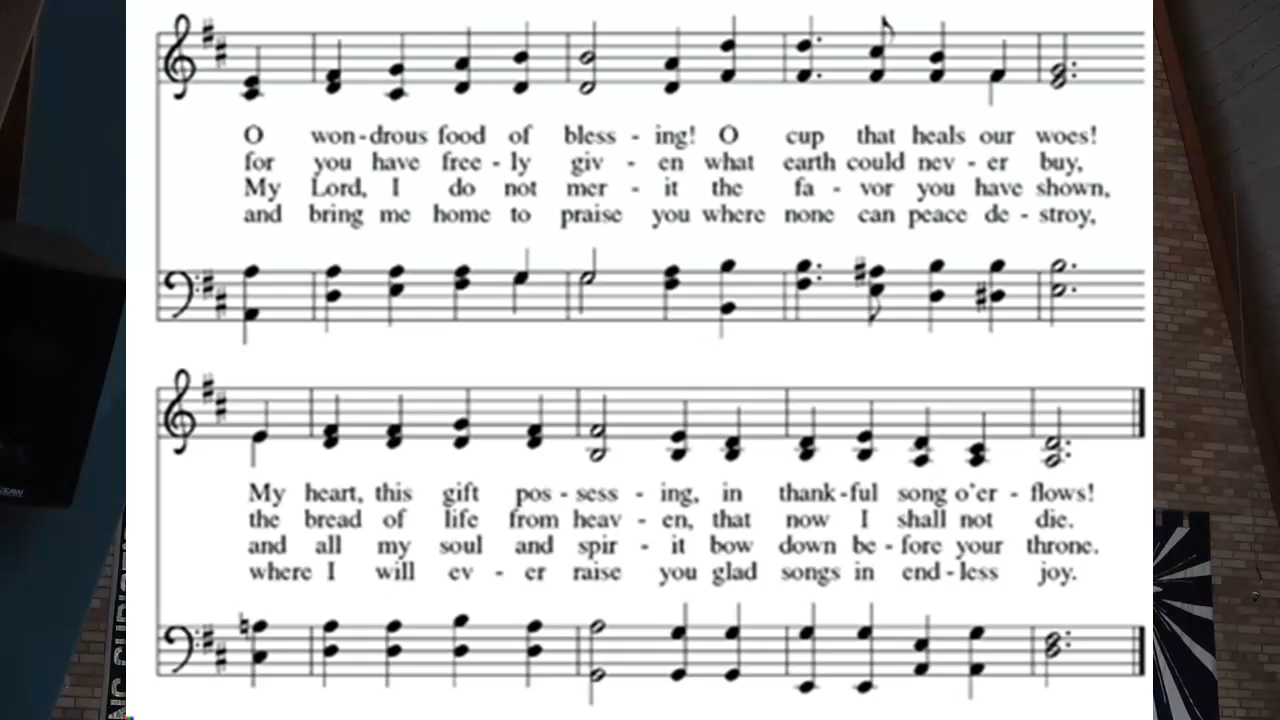 O won-drous food of bless - ing! O cup that heals our woes!
for you have free - ly giv - en what earth could nev - er buy,
My Lord, I do not mer - it the fa - vor you have shown,
and bring me home to praise you where none can peace de - stroy,
My heart, this gift pos - sess - ing, in thank - ful song o'er - flows!
the bread of life from heav - en, that now I shall not die.
and all my soul and spir - it bow down be - fore your throne.
where I will ev - er raise you glad songs in end - less joy.